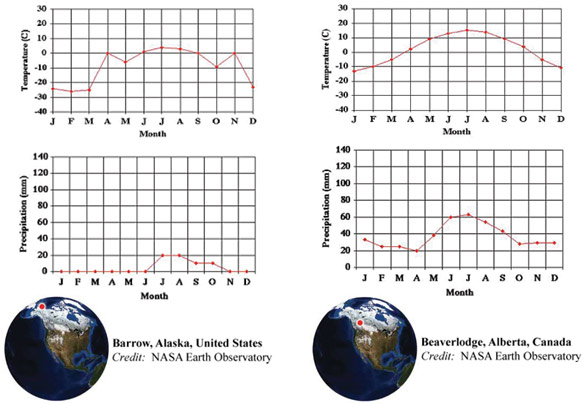 Temperature (C)
30
20
10
0
-10
-20
-30
-40
J F M A M J J A S O N D
Month
Precipitation (mm)
140
120
100
80
60
40
20
0
J F M A M J J A S O N D
Month
Barrow, Alaska, United States
Credit: NASA Earth Observatory
Temperature (C)
30
20
10
0
-10
-20
-30
-40
J F M A M J J A S O N D
Month
Precipitation (mm)
140
120
100
80
60
40
20
0
J F M A M J J A S O N D
Month
Beaverlodge, Alberta, Canada
Credit: NASA Earth Observatory